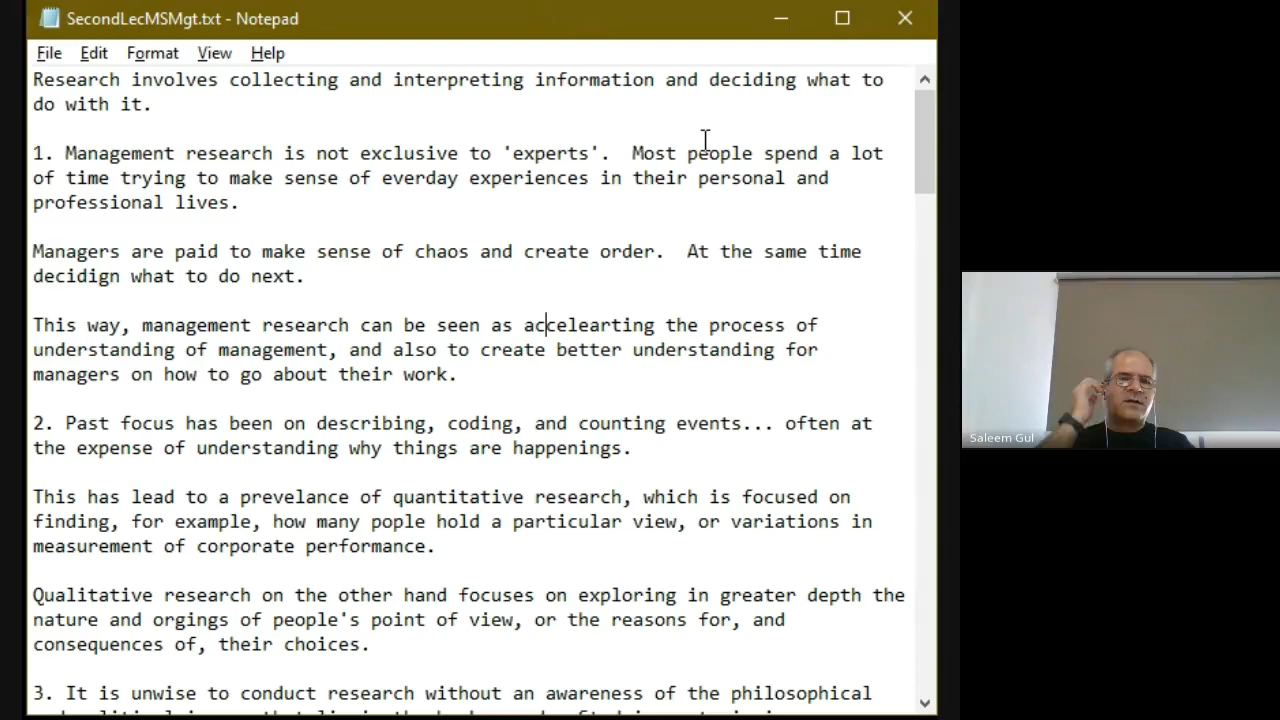 SecondLecMSMgt.txt - Notepad
File Edit Format View Help
Research involves collecting and interpreting information and deciding what to
do with it.
1. Management research is not exclusive to 'experts'.  Most people spend a lot
of time trying to make sense of everday experiences in their personal and
professional lives.
Managers are paid to make sense of chaos and create order.  At the same time
decidign what to do next.
This way, management research can be seen as accelearting the process of
understanding of management, and also to create better understanding for
managers on how to go about their work.
2. Past focus has been on describing, coding, and counting events... often at
the expense of understanding why things are happenings.
This has lead to a prevelance of quantitative research, which is focused on
finding, for example, how many pople hold a particular view, or variations in
measurement of corporate performance.
Qualitative research on the other hand focuses on exploring in greater depth the
nature and orgings of people's point of view, or the reasons for, and
consequences of, their choices.
3. It is unwise to conduct research without an awareness of the philosophical
Saleem Gul